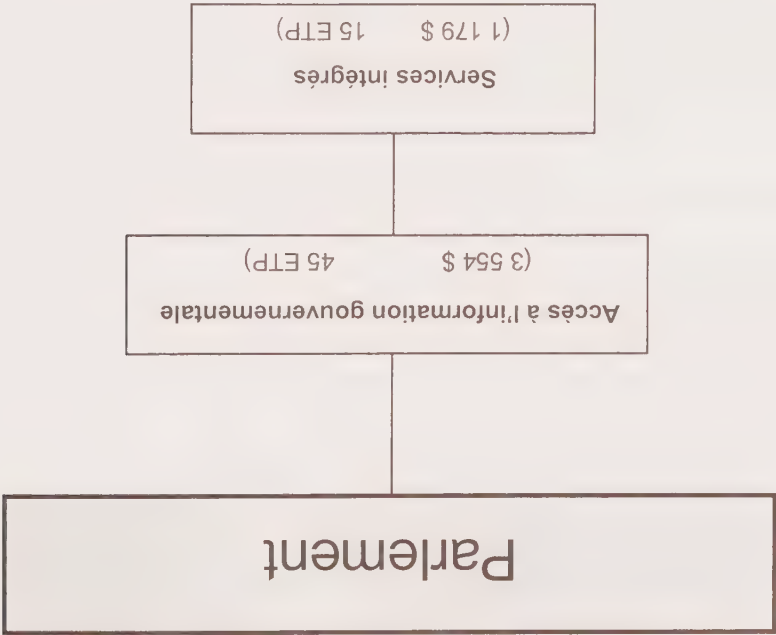 Parlement
Accès à l'information gouvernementale
(3 554 $ 45 ETP)
Services intégrés
(1 179 $ 15 ETP)